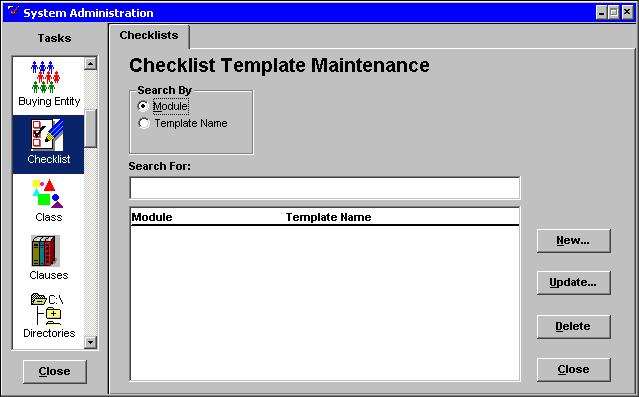 System Administration
Tasks
Buying Entity
Checklist
Class
Clauses
C:\
Directories
Close
Checklists
Checklist Template Maintenance
Search By
Module
Template Name
Search For:
Module Template Name
New...
Update...
Delete
Close